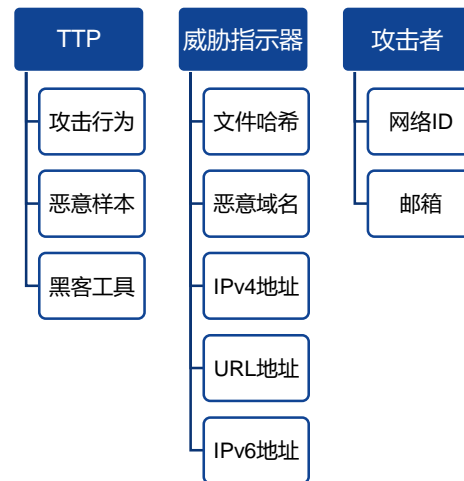 TTP
攻击行为
恶意样本
黑客工具
威胁指示器
文件哈希
恶意域名
IPv4地址
URL地址
IPv6地址
攻击者
网络ID
邮箱